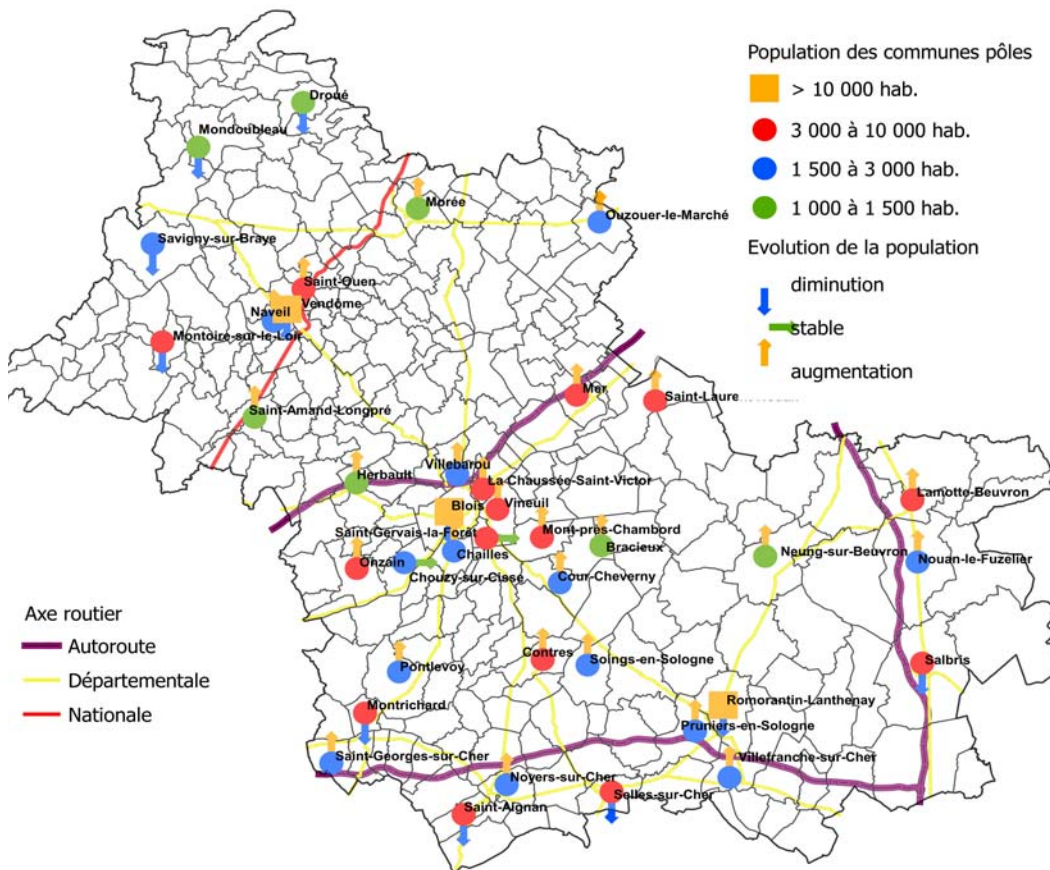 Population des communes pôles
> 10 000 hab.
3 000 à 10 000 hab.
1 500 à 3 000 hab.
1 000 à 1 500 hab.
Evolution de la population
diminution
stable
augmentation
Droué
Mondoubleau
Morée
Ouzouer-le-Marché
Savigny-sur-Braye
Saint-Ouen
Vendôme
Naveil
Montoire-sur-le-Loir
Mer
Saint-Laure
Saint-Amand-Longpré
Villebarou
Herbault
La Chaussée-Saint-Victor
Lamotte-Beuvron
Blois
Vineuil
Saint-Gervais-la-Forêt
Mont-près-Chambord
Chailles
Bracieux
Neung-sur-Beuvron
Nouan-le-Fuzelier
Onzain
Chouzy-sur-Cisse
Cour-Cheverny
Axe routier
Autoroute
Départementale
Nationale
Pontlevoy
Contres
Soings-en-Sologne
Salbris
Montrichard
Romorantin-Lanthenay
Pruniers-en-Sologne
Saint-Georges-sur-Cher
Villefranche-sur-Cher
Noyers-sur-Cher
Selles-sur-Cher
Saint-Aignan